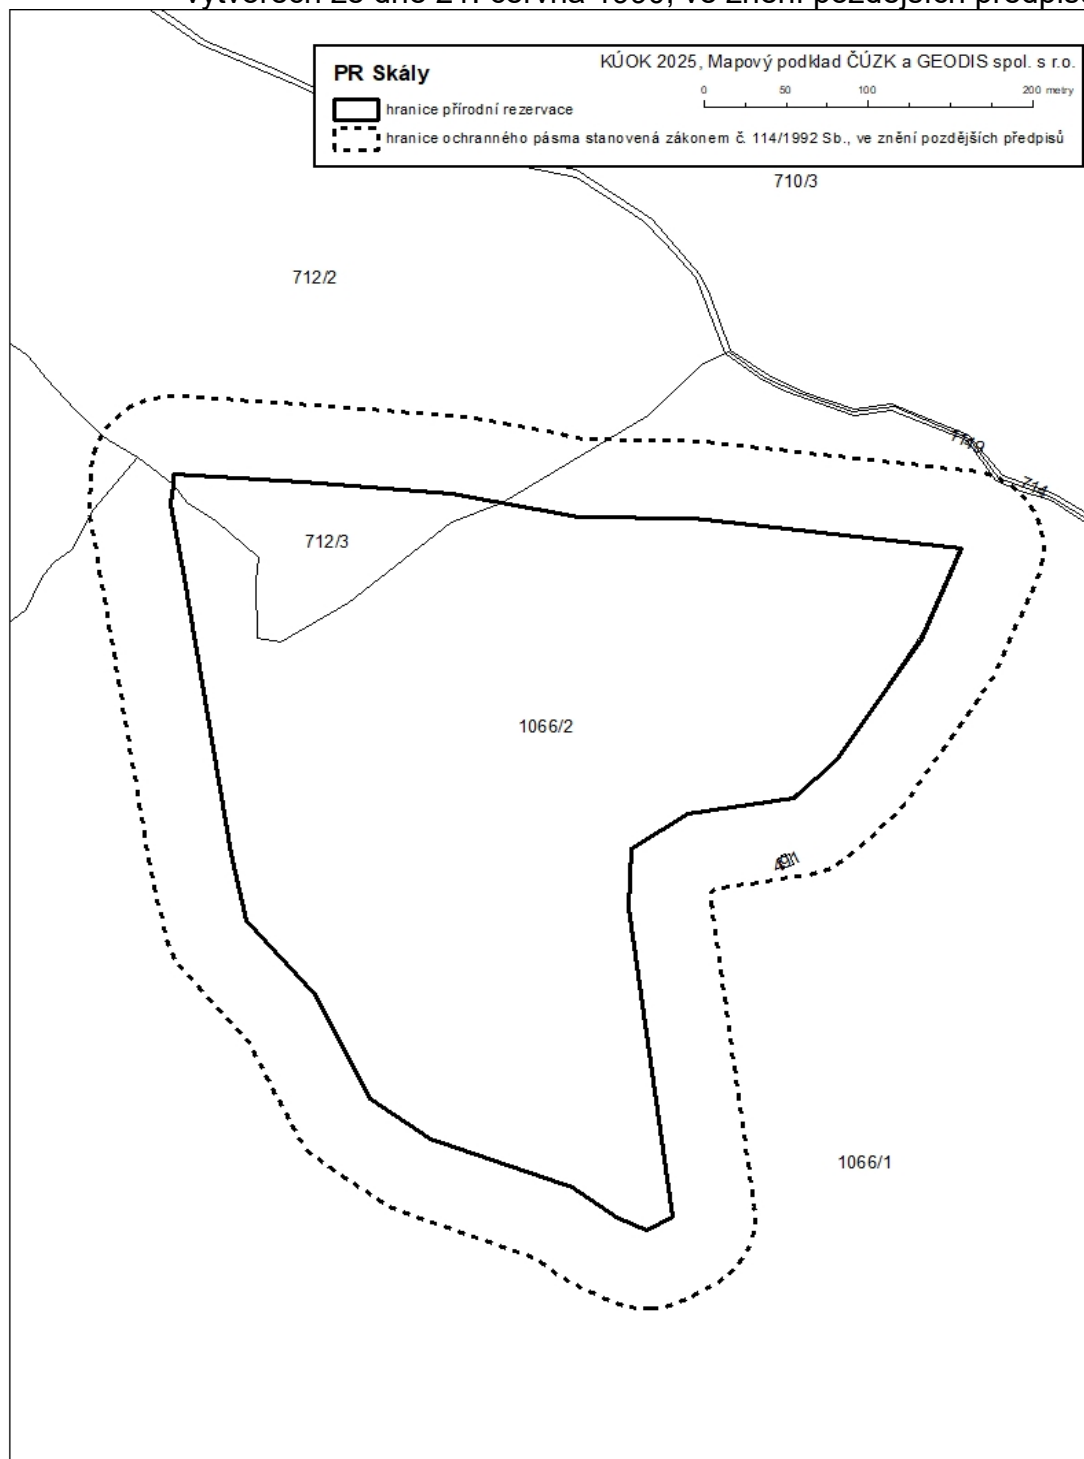 PR Skály
KÚOK 2025, Mapový podklad ČÚZK a GEODIS spol. s r.o.
0 50 100 200 metry
hranice přírodní rezervace
hranice ochranného pásma stanovená zákonem č. 114/1992 Sb., ve znění pozdějších předpisů
710/3
712/2
714
712/3
1066/2
1066/1